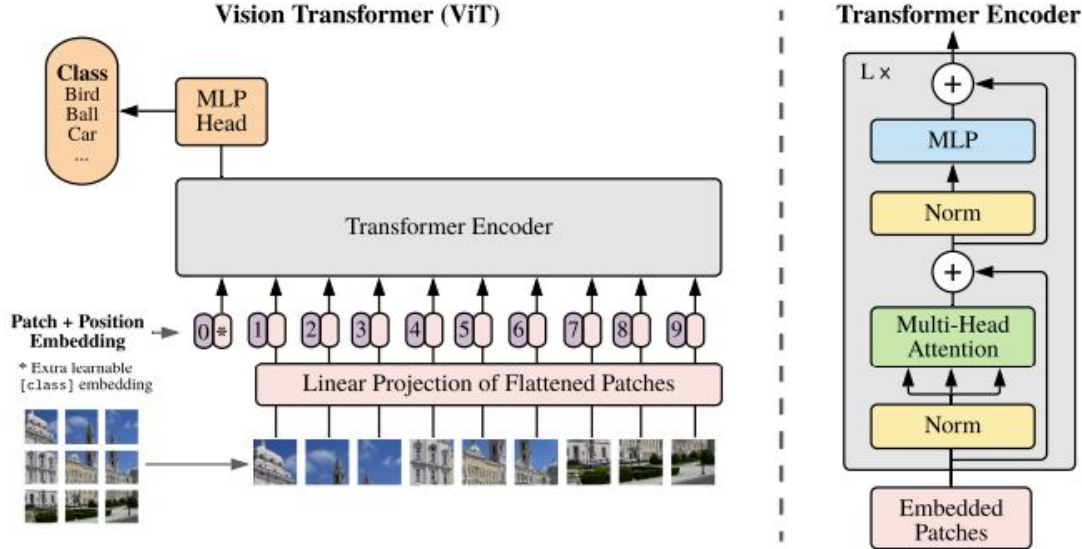 Vision Transformer (ViT)
Class
Bird
Ball
Car
...
MLP
Head
Transformer Encoder
Patch + Position
Embedding
* Extra learnable
[class] embedding
0 * 1 2 3 4 5 6 7 8 9
Linear Projection of Flattened Patches
Transformer Encoder
L ×
+
MLP
Norm
+
Multi-Head
Attention
Norm
Embedded
Patches